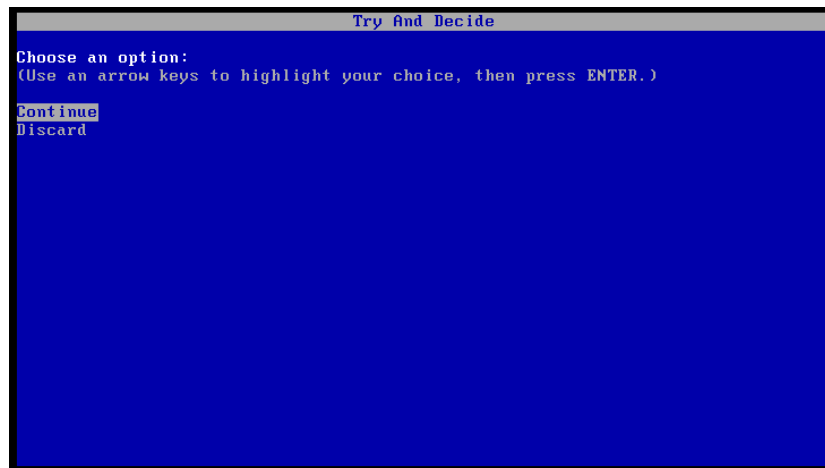 Try And Decide
Choose an option:
(Use an arrow keys to highlight your choice, then press ENTER.)
Continue
Discard